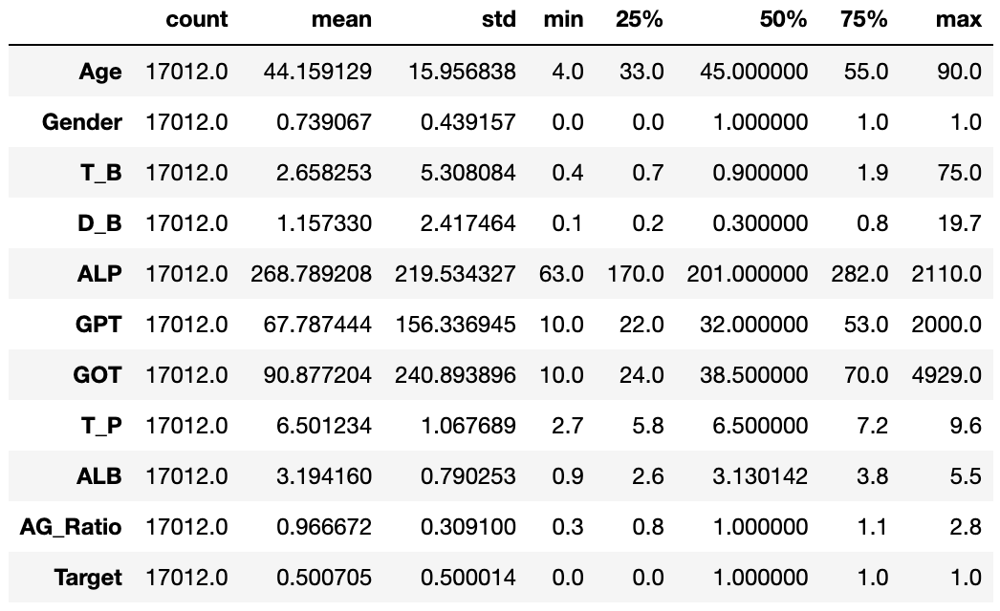 count mean std min 25% 50% 75% max
Age 17012.0 44.159129 15.956838 4.0 33.0 45.000000 55.0 90.0
Gender 17012.0 0.739067 0.439157 0.0 0.0 1.000000 1.0 1.0
T_B 17012.0 2.658253 5.308084 0.4 0.7 0.900000 1.9 75.0
D_B 17012.0 1.157330 2.417464 0.1 0.2 0.300000 0.8 19.7
ALP 17012.0 268.789208 219.534327 63.0 170.0 201.000000 282.0 2110.0
GPT 17012.0 67.787444 156.336945 10.0 22.0 32.000000 53.0 2000.0
GOT 17012.0 90.877204 240.893896 10.0 24.0 38.500000 70.0 4929.0
T_P 17012.0 6.501234 1.067689 2.7 5.8 6.500000 7.2 9.6
ALB 17012.0 3.194160 0.790253 0.9 2.6 3.130142 3.8 5.5
AG_Ratio 17012.0 0.966672 0.309100 0.3 0.8 1.000000 1.1 2.8
Target 17012.0 0.500705 0.500014 0.0 0.0 1.000000 1.0 1.0